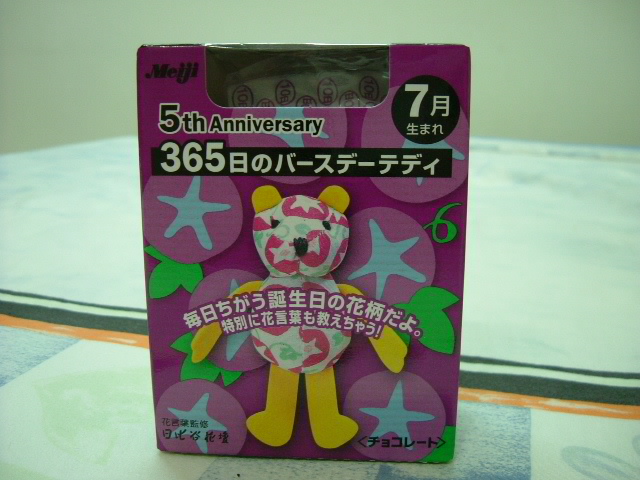 Meiji
7月
生まれ
5th Anniversary
365日のバースデーテディ
毎日ちがう誕生日の花柄だよ。
特別に花言葉も教えちゃう!
花言葉監修
日比谷花壇
<チョコレート>